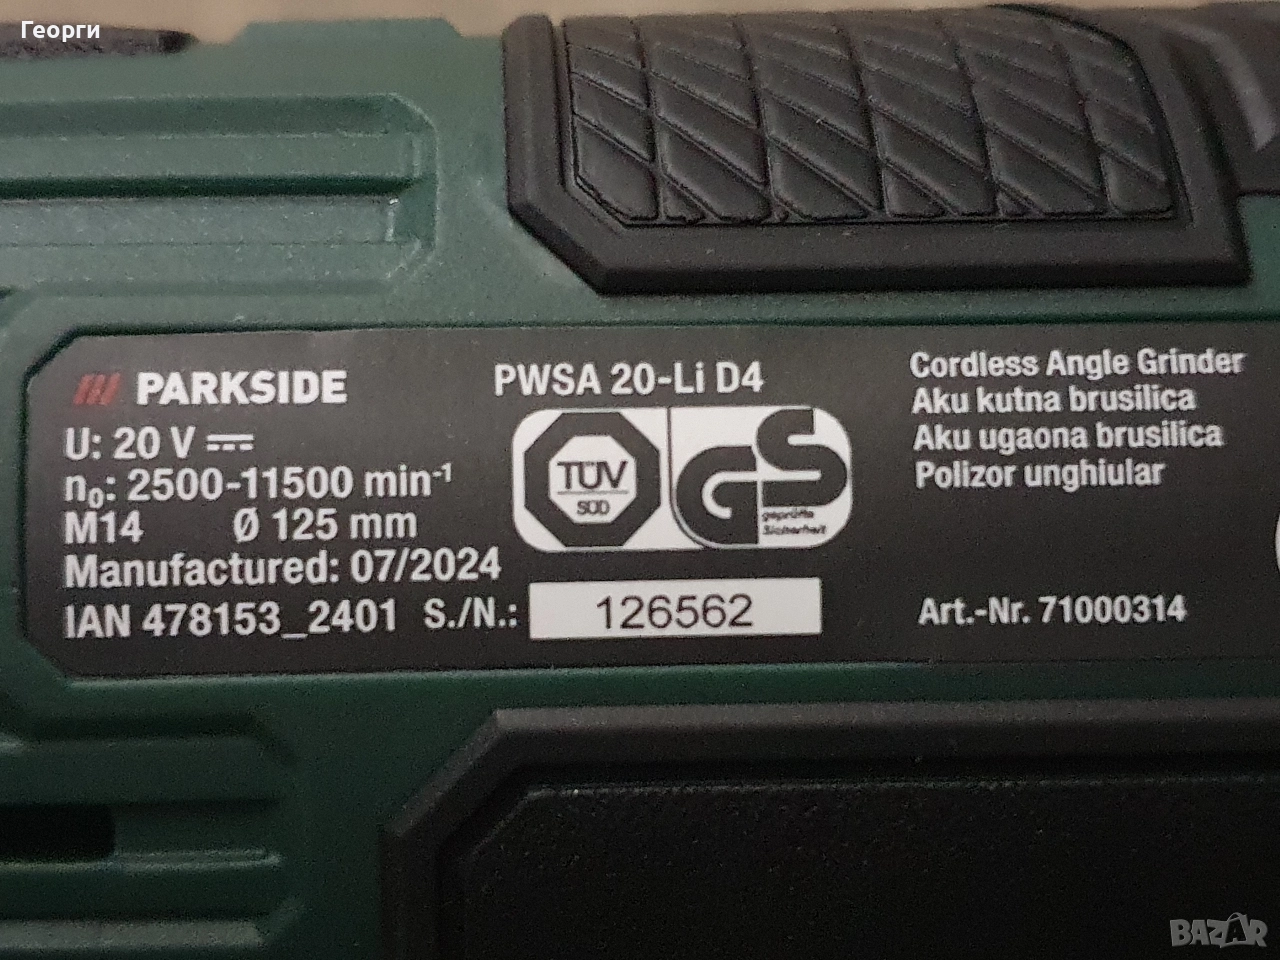 Георги
PARKSIDE
U: 20 V
n₀: 2500-11500 min⁻¹
M14 Ø 125 mm
Manufactured: 07/2024
IAN 478153_2401 S./N.: 126562
PWSA 20-Li D4
TÜV
SÜD
GS
geprüfte
Sicherheit
Cordless Angle Grinder
Aku kutna brusilica
Aku ugaona brusilica
Polizor unghiular
Art.-Nr. 71000314
BAZAR